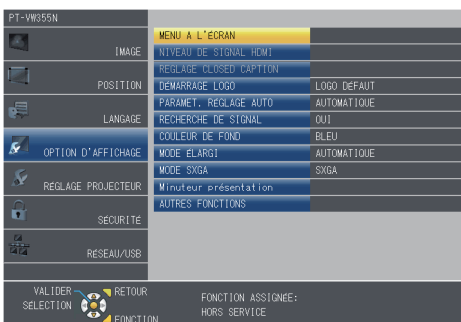 PT-VW355N
IMAGE
POSITION
LANGAGE
OPTION D'AFFICHAGE
RÉGLAGE PROJECTEUR
SÉCURITÉ
RÉSEAU/USB
MENU A L'ÉCRAN
NIVEAU DE SIGNAL HDMI
RÉGLAGE CLOSED CAPTION
DÉMARRAGE LOGO LOGO DÉFAUT
PARAMET. RÉGLAGE AUTO AUTOMATIQUE
RECHERCHE DE SIGNAL OUI
COULEUR DE FOND BLEU
MODE ÉLARGI AUTOMATIQUE
MODE SXGA SXGA
Minuteur présentation
AUTRES FONCTIONS
VALIDER RETOUR
SÉLECTION
FONCTION
FONCTION ASSIGNÉE:
HORS SERVICE